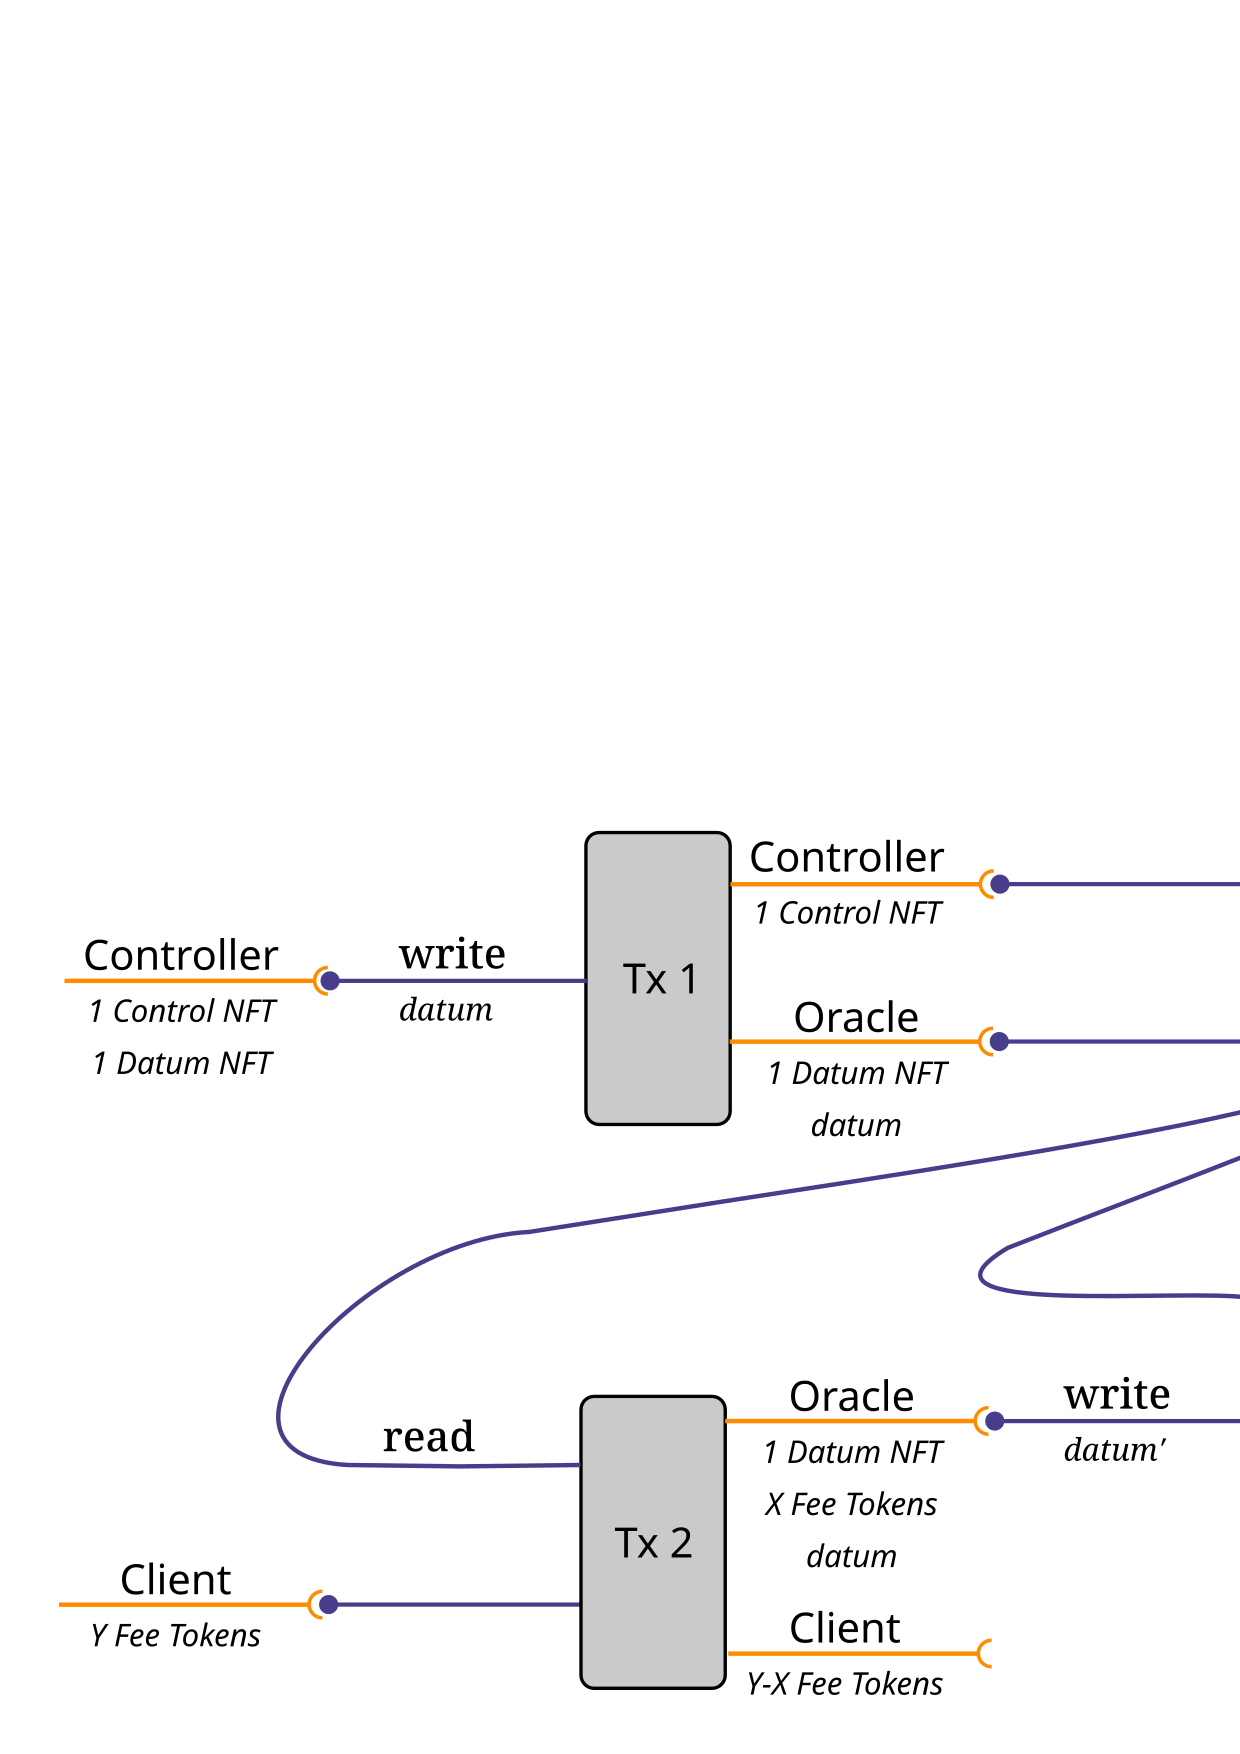 Controller
1 Control NFT
1 Datum NFT
write
datum
Tx 1
Controller
1 Control NFT
Oracle
1 Datum NFT
datum
read
Client
Y Fee Tokens
Tx 2
Oracle
1 Datum NFT
X Fee Tokens
datum
write
datum′
Client
Y-X Fee Tokens